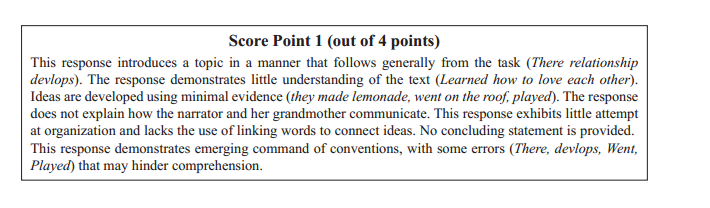 Score Point 1 (out of 4 points)
This response introduces a topic in a manner that follows generally from the task (There relationship
devlops). The response demonstrates little understanding of the text (Learned how to love each other).
Ideas are developed using minimal evidence (they made lemonade, went on the roof, played). The response
does not explain how the narrator and her grandmother communicate. This response exhibits little attempt
at organization and lacks the use of linking words to connect ideas. No concluding statement is provided.
This response demonstrates emerging command of conventions, with some errors (There, devlops, Went,
Played) that may hinder comprehension.